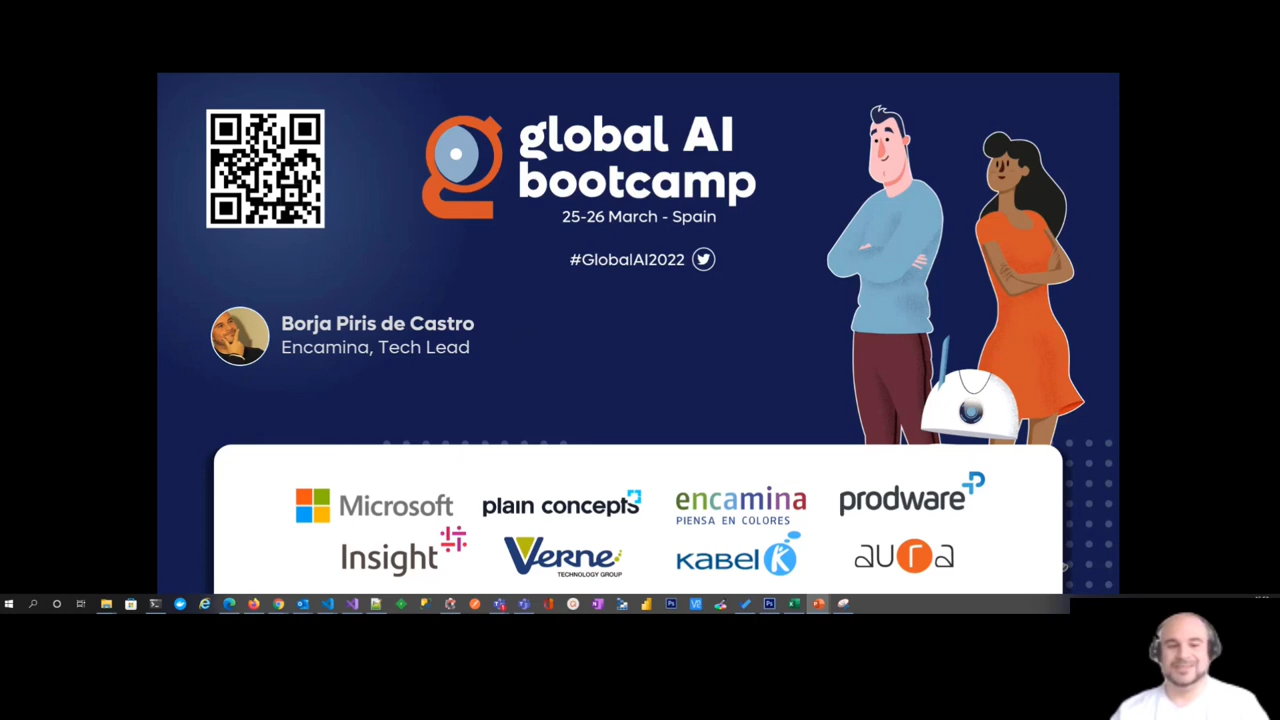 global AI
bootcamp
25-26 March - Spain
#GlobalAI2022
Borja Piris de Castro
Encamina, Tech Lead
Microsoft
plain concepts
encamina
PIENSA EN COLORES
prodware
Insight
Verne
TECHNOLOGY GROUP
KABEL
aura